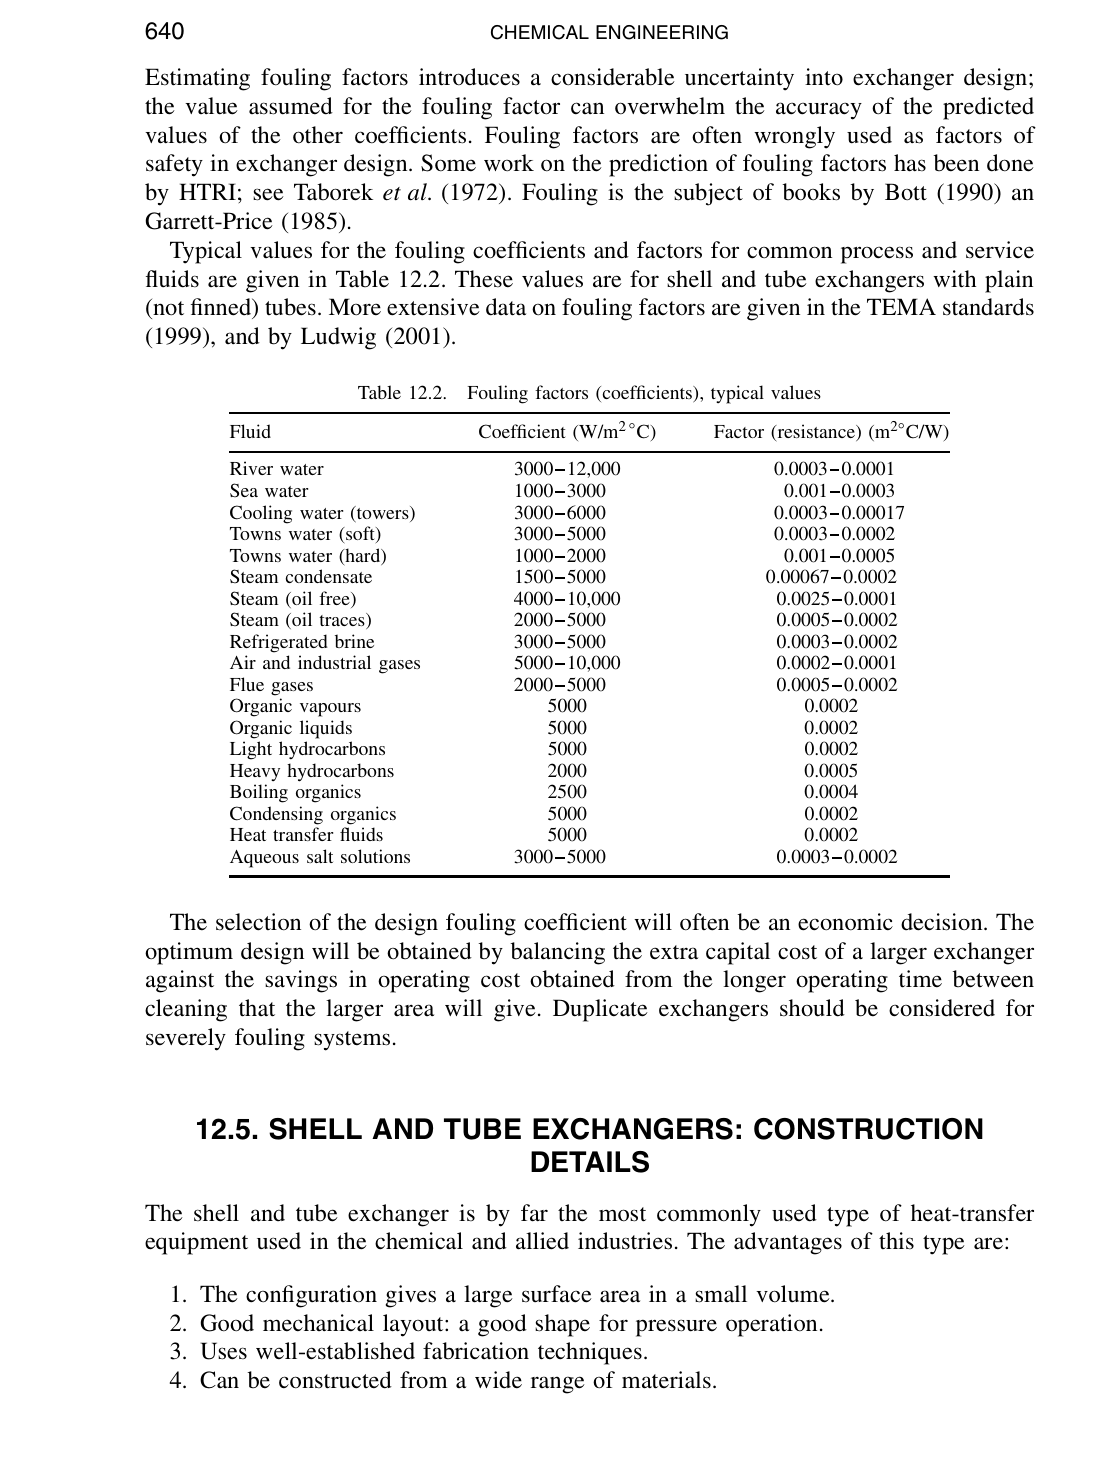 640
CHEMICAL ENGINEERING
Estimating fouling factors introduces a considerable uncertainty into exchanger design;
the value assumed for the fouling factor can overwhelm the accuracy of the predicted
values of the other coefficients. Fouling factors are often wrongly used as factors of
safety in exchanger design. Some work on the prediction of fouling factors has been done
by HTRI; see Taborek et al. (1972). Fouling is the subject of books by Bott (1990) an
Garrett-Price (1985).
Typical values for the fouling coefficients and factors for common process and service
fluids are given in Table 12.2. These values are for shell and tube exchangers with plain
(not finned) tubes. More extensive data on fouling factors are given in the TEMA standards
(1999), and by Ludwig (2001).
Table 12.2. Fouling factors (coefficients), typical values
Fluid Coefficient (W/m²°C) Factor (resistance) (m²°C/W)
River water 3000–12,000 0.0003–0.0001
Sea water 1000–3000 0.001–0.0003
Cooling water (towers) 3000–6000 0.0003–0.00017
Towns water (soft) 3000–5000 0.0003–0.0002
Towns water (hard) 1000–2000 0.001–0.0005
Steam condensate 1500–5000 0.00067–0.0002
Steam (oil free) 4000–10,000 0.0025–0.0001
Steam (oil traces) 2000–5000 0.0005–0.0002
Refrigerated brine 3000–5000 0.0003–0.0002
Air and industrial gases 5000–10,000 0.0002–0.0001
Flue gases 2000–5000 0.0005–0.0002
Organic vapours 5000 0.0002
Organic liquids 5000 0.0002
Light hydrocarbons 5000 0.0002
Heavy hydrocarbons 2000 0.0005
Boiling organics 2500 0.0004
Condensing organics 5000 0.0002
Heat transfer fluids 5000 0.0002
Aqueous salt solutions 3000–5000 0.0003–0.0002
The selection of the design fouling coefficient will often be an economic decision. The
optimum design will be obtained by balancing the extra capital cost of a larger exchanger
against the savings in operating cost obtained from the longer operating time between
cleaning that the larger area will give. Duplicate exchangers should be considered for
severely fouling systems.
12.5. SHELL AND TUBE EXCHANGERS: CONSTRUCTION
DETAILS
The shell and tube exchanger is by far the most commonly used type of heat-transfer
equipment used in the chemical and allied industries. The advantages of this type are:
1. The configuration gives a large surface area in a small volume.
2. Good mechanical layout: a good shape for pressure operation.
3. Uses well-established fabrication techniques.
4. Can be constructed from a wide range of materials.